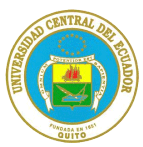 UNIVERSIDAD CENTRAL DEL ECUADOR
FUNDADA EN 1651
QUITO